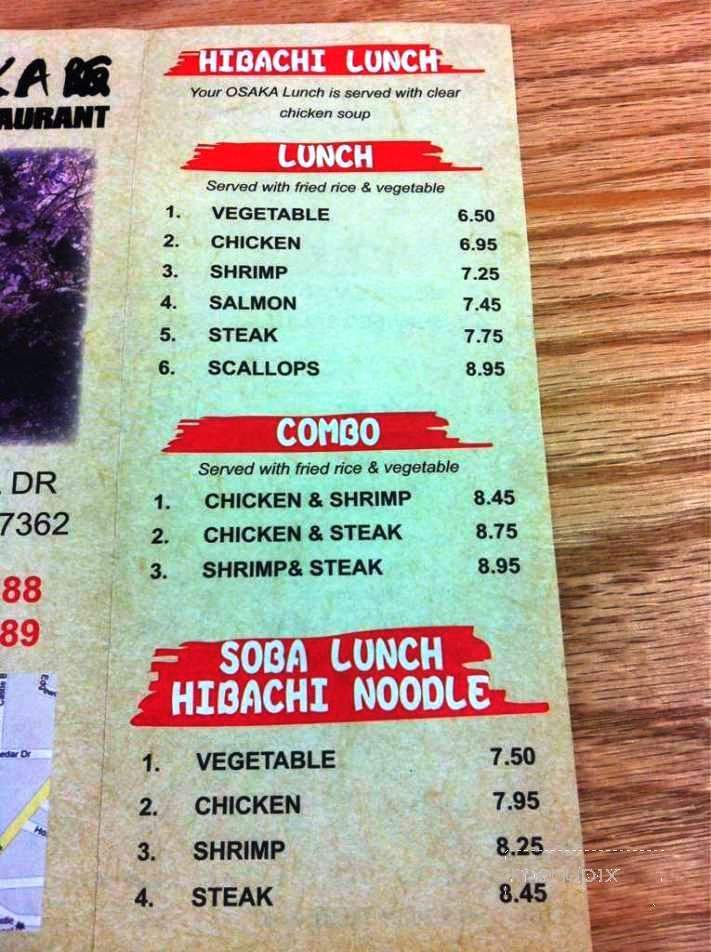 KA
AURANT
DR
7362
88
89
edar Dr
HIBACHI LUNCH
Your OSAKA Lunch is served with clear
chicken soup
LUNCH
Served with fried rice & vegetable
1. VEGETABLE 6.50
2. CHICKEN 6.95
3. SHRIMP 7.25
4. SALMON 7.45
5. STEAK 7.75
6. SCALLOPS 8.95
COMBO
Served with fried rice & vegetable
1. CHICKEN & SHRIMP 8.45
2. CHICKEN & STEAK 8.75
3. SHRIMP& STEAK 8.95
SOBA LUNCH
HIBACHI NOODLE
1. VEGETABLE 7.50
2. CHICKEN 7.95
3. SHRIMP 8.25
4. STEAK 8.45